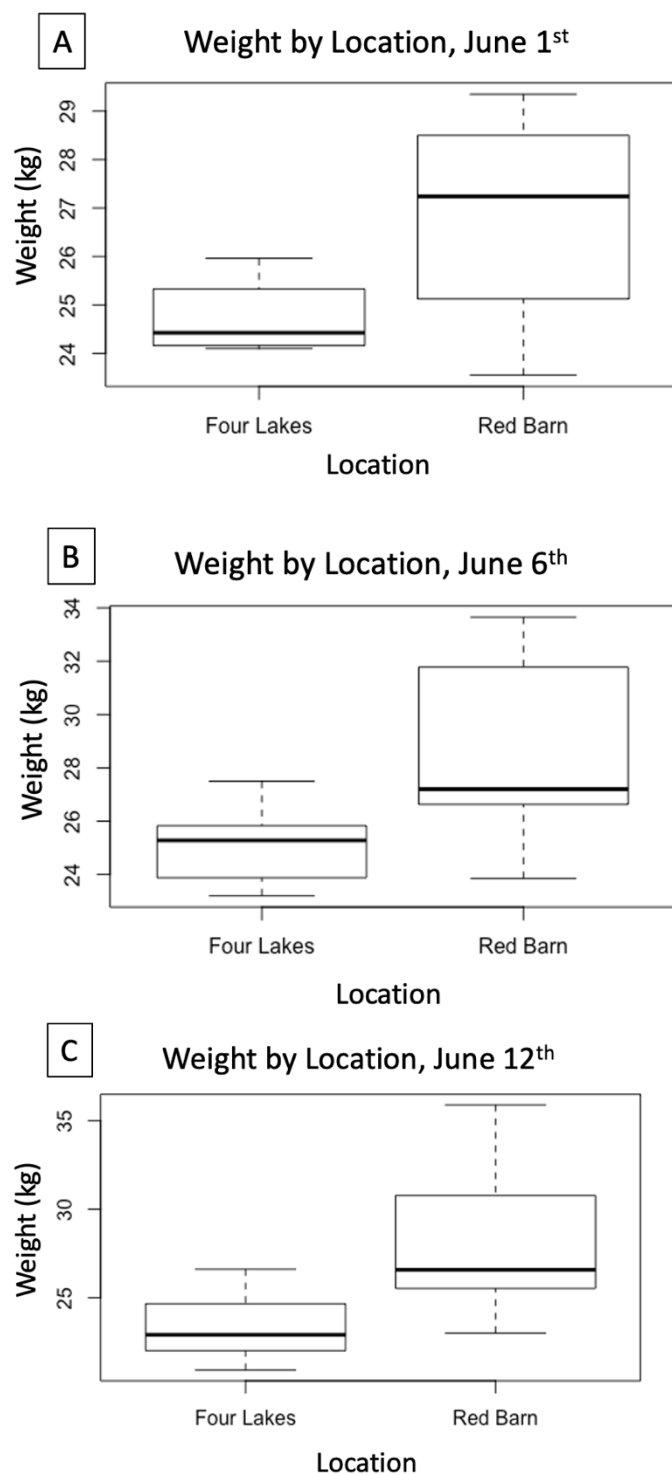 A
Weight by Location, June 1st
Weight (kg)
29
28
27
26
25
24
Four Lakes Red Barn
Location
B
Weight by Location, June 6th
Weight (kg)
34
32
30
28
26
24
Four Lakes Red Barn
Location
C
Weight by Location, June 12th
Weight (kg)
35
30
25
Four Lakes Red Barn
Location